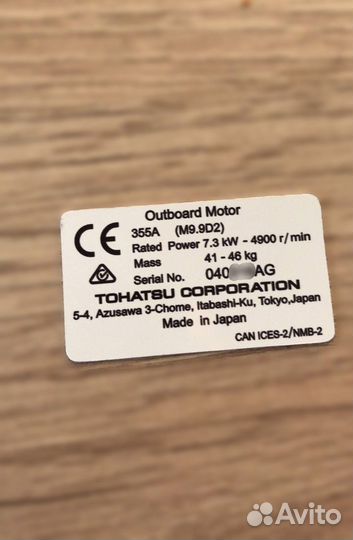 Outboard Motor
CE 355A (M9.9D2)
Rated Power 7.3 kW - 4900 r/min
Mass 41 - 46 kg
Serial No. 040 AG
TOHATSU CORPORATION
5-4, Azusawa 3-Chome, Itabashi-Ku, Tokyo,Japan
Made in Japan
CAN ICES-2/NMB-2
Avito